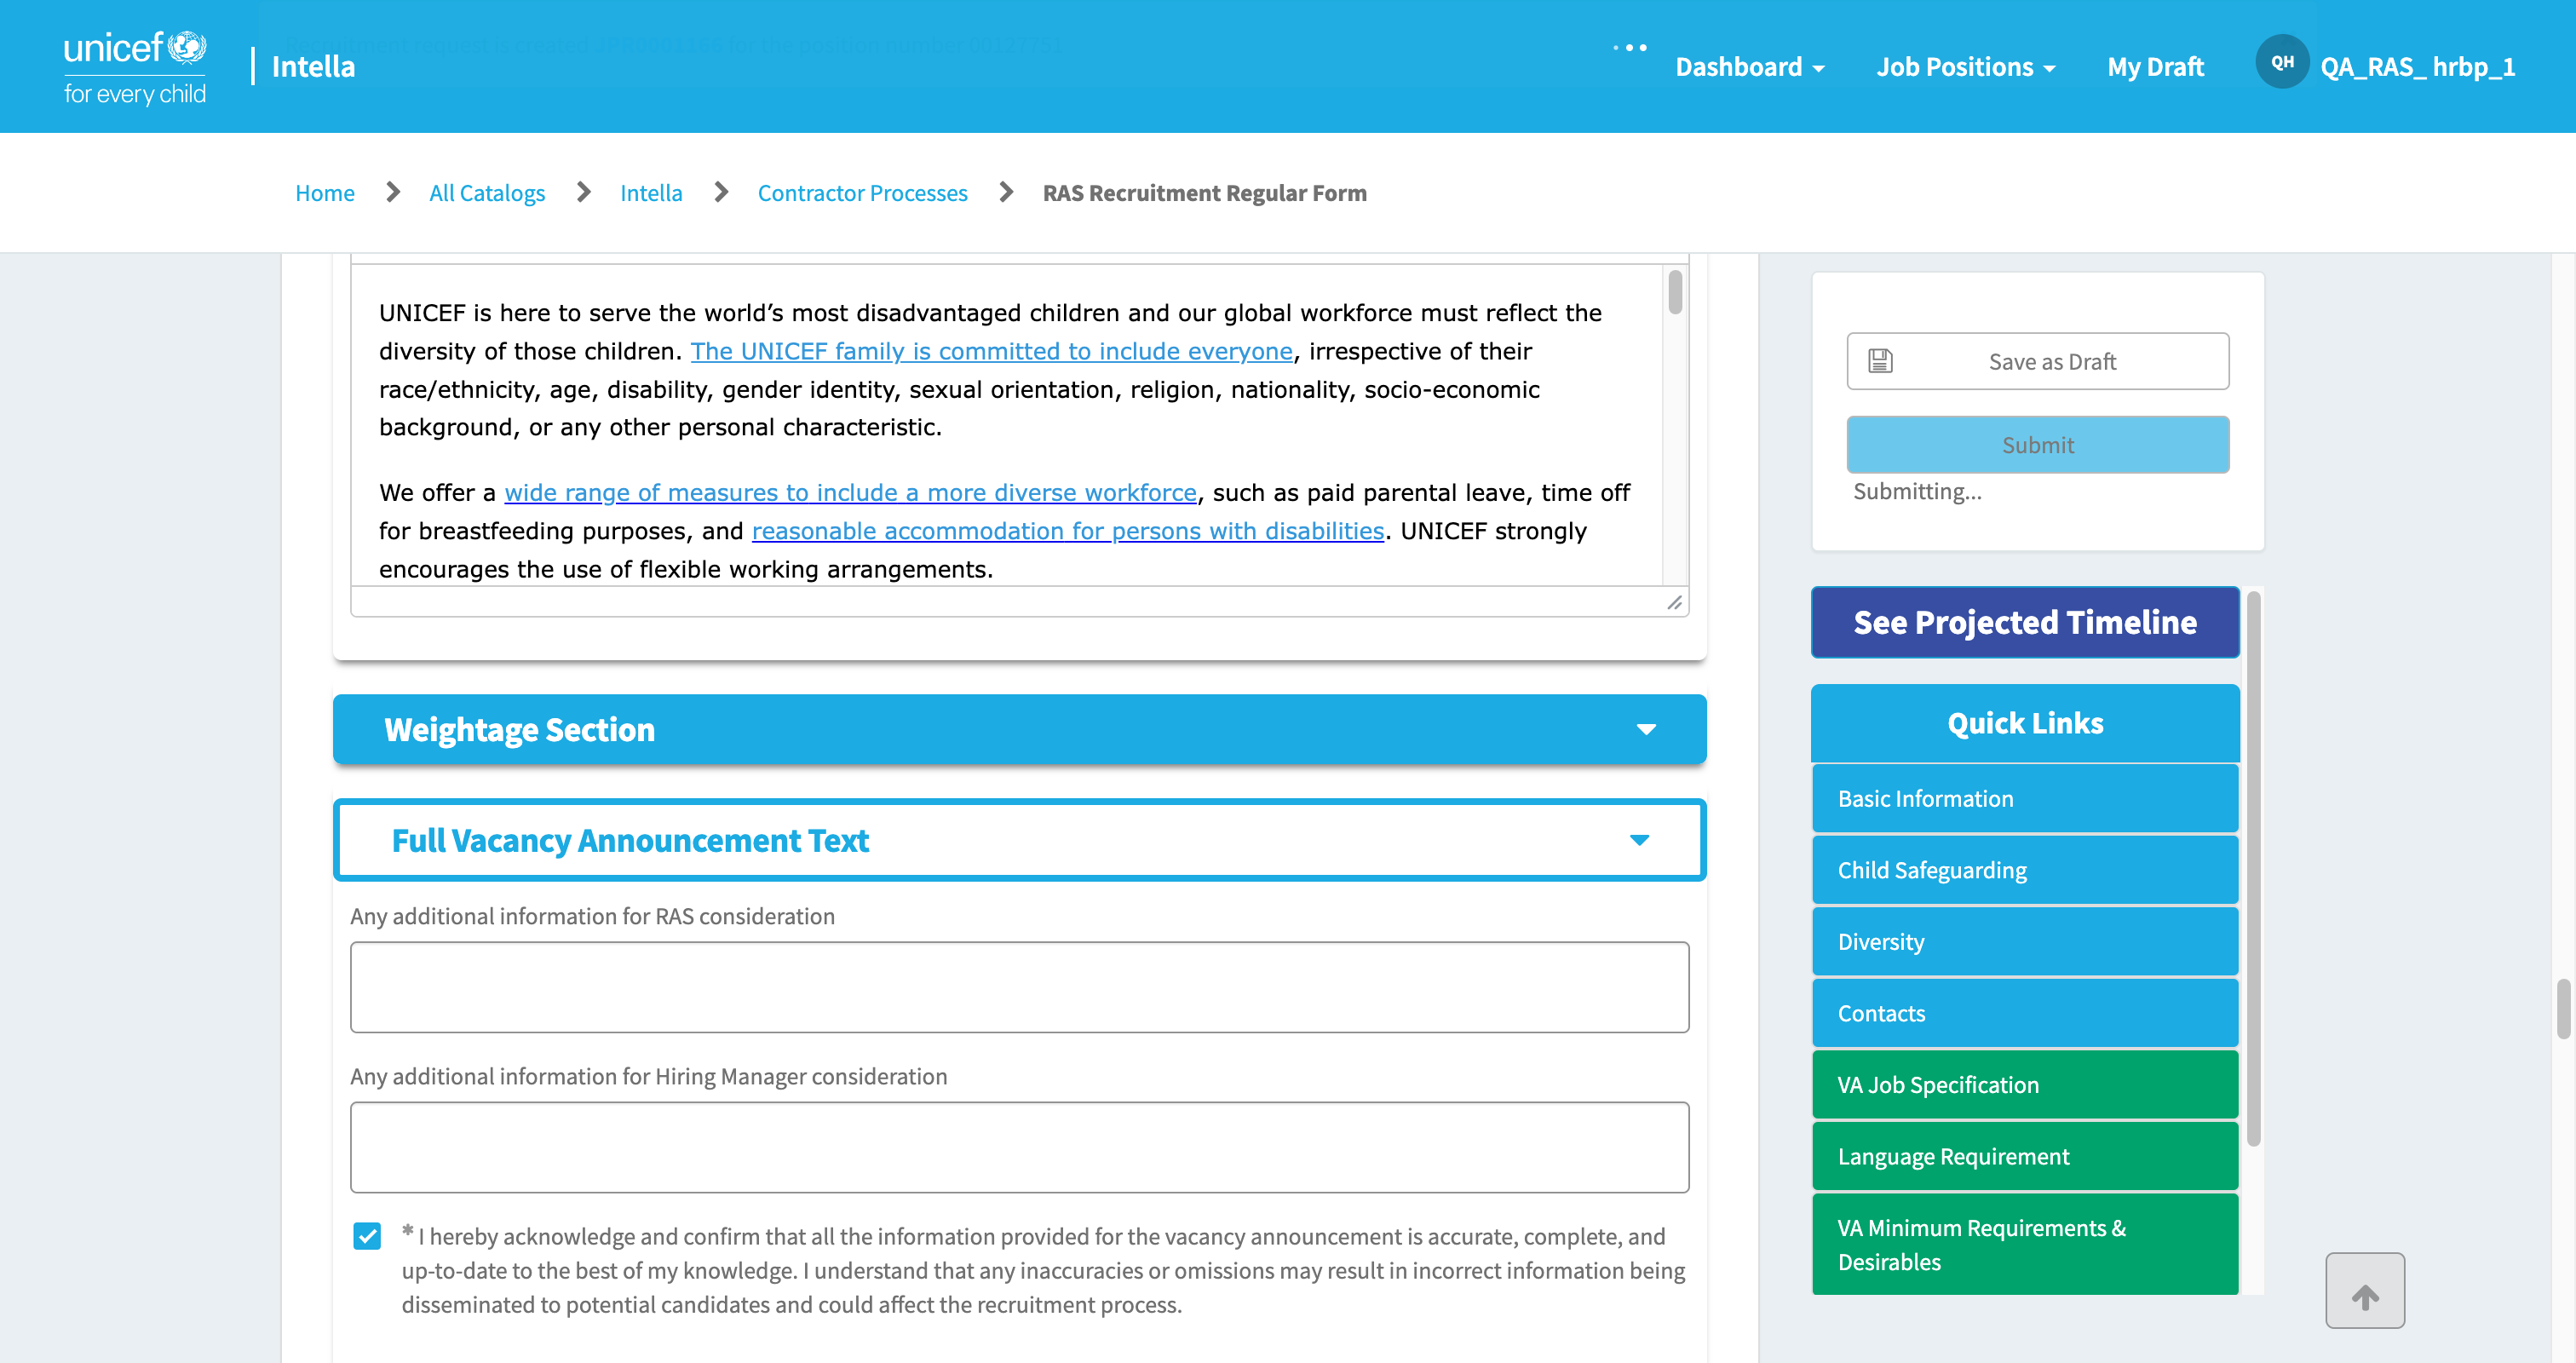 unicef
for every child
Intella
Dashboard
Job Positions
My Draft
QH
QA_RAS_ hrbp_1
Home
All Catalogs
Intella
Contractor Processes
RAS Recruitment Regular Form
UNICEF is here to serve the world’s most disadvantaged children and our global workforce must reflect the
diversity of those children. The UNICEF family is committed to include everyone, irrespective of their
race/ethnicity, age, disability, gender identity, sexual orientation, religion, nationality, socio-economic
background, or any other personal characteristic.
We offer a wide range of measures to include a more diverse workforce, such as paid parental leave, time off
for breastfeeding purposes, and reasonable accommodation for persons with disabilities. UNICEF strongly
encourages the use of flexible working arrangements.
Weightage Section
Full Vacancy Announcement Text
Any additional information for RAS consideration
Any additional information for Hiring Manager consideration
* I hereby acknowledge and confirm that all the information provided for the vacancy announcement is accurate, complete, and
up-to-date to the best of my knowledge. I understand that any inaccuracies or omissions may result in incorrect information being
disseminated to potential candidates and could affect the recruitment process.
Save as Draft
Submit
Submitting...
See Projected Timeline
Quick Links
Basic Information
Child Safeguarding
Diversity
Contacts
VA Job Specification
Language Requirement
VA Minimum Requirements &
Desirables